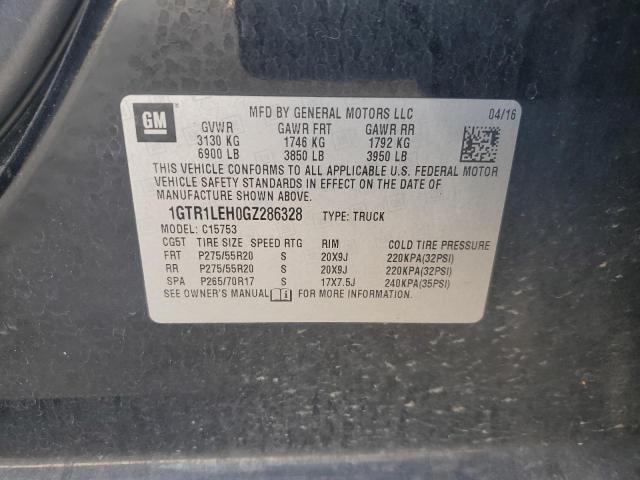 GM
MFD BY GENERAL MOTORS LLC 04/16
GVWR GAWR FRT GAWR RR
3130 KG 1746 KG 1792 KG
6900 LB 3850 LB 3950 LB
THIS VEHICLE CONFORMS TO ALL APPLICABLE U.S. FEDERAL MOTOR
VEHICLE SAFETY STANDARDS IN EFFECT ON THE DATE OF
MANUFACTURE SHOWN ABOVE.
1GTR1LEH0GZ286328 TYPE: TRUCK
MODEL: C15753
CG5T TIRE SIZE SPEED RTG RIM COLD TIRE PRESSURE
FRT P275/55R20 S 20X9J 220KPA(32PSI)
RR P275/55R20 S 20X9J 220KPA(32PSI)
SPA P265/70R17 S 17X7.5J 240KPA(35PSI)
SEE OWNER'S MANUAL FOR MORE INFORMATION.